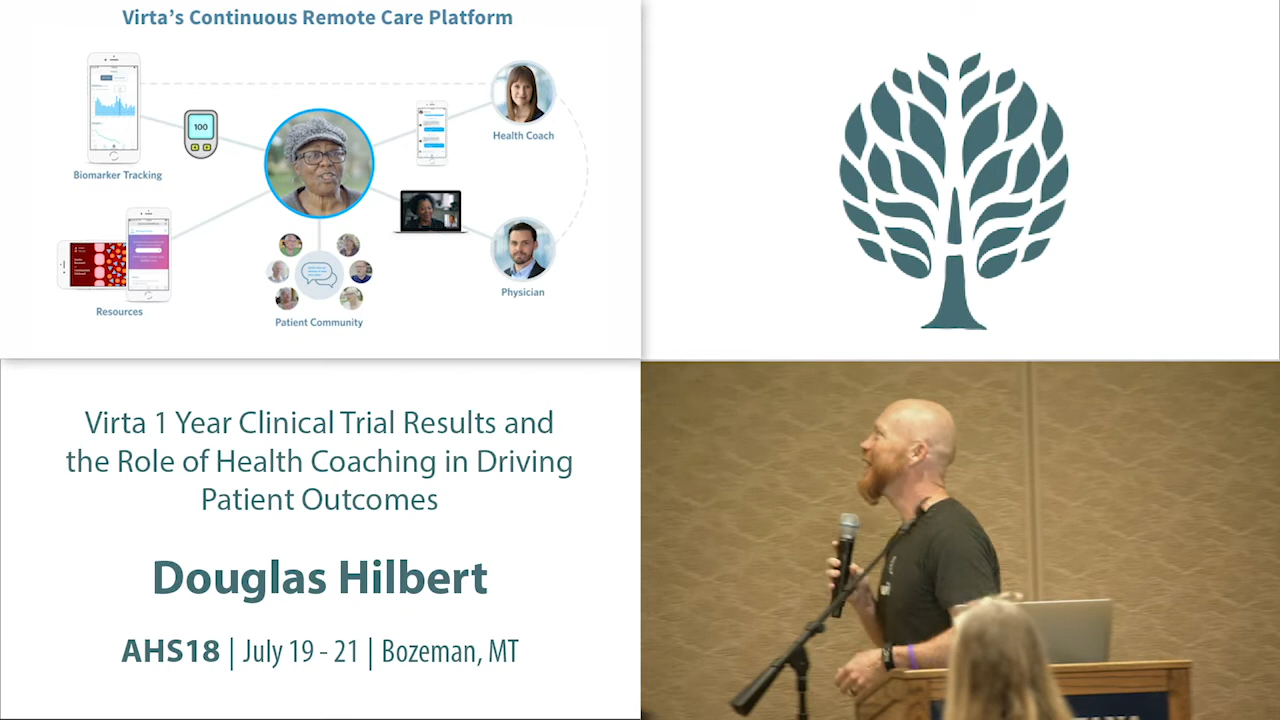 Virta's Continuous Remote Care Platform
100
Health Coach
Biomarker Tracking
Physician
Resources
Patient Community
Virta 1 Year Clinical Trial Results and
the Role of Health Coaching in Driving
Patient Outcomes
Douglas Hilbert
AHS18 | July 19 - 21 | Bozeman, MT